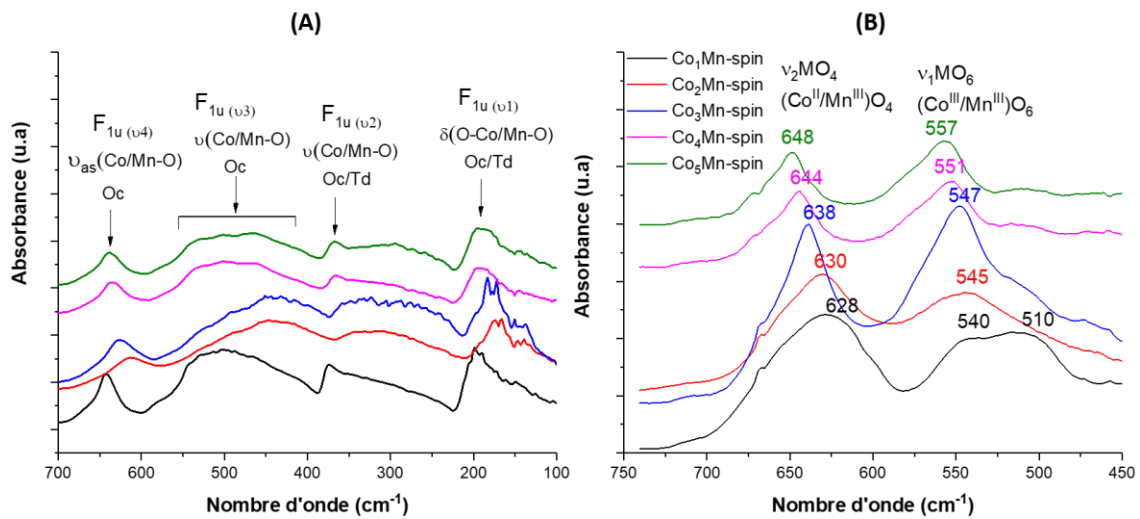 (A)
F1u (υ4)
υas(Co/Mn-O)
Oc
F1u (υ3)
υ(Co/Mn-O)
Oc
F1u (υ2)
υ(Co/Mn-O)
Oc/Td
F1u (υ1)
δ(O-Co/Mn-O)
Oc/Td
Absorbance (u.a)
700 600 500 400 300 200 100
Nombre d'onde (cm-1)
(B)
Co1Mn-spin
Co2Mn-spin
Co3Mn-spin
Co4Mn-spin
Co5Mn-spin
ν2MO4
(CoII/MnIII)O4
ν1MO6
(CoIII/MnIII)O6
648 557
644 551
638 547
630 545
628 540 510
Absorbance (u.a)
750 700 650 600 550 500 450
Nombre d'onde (cm-1)